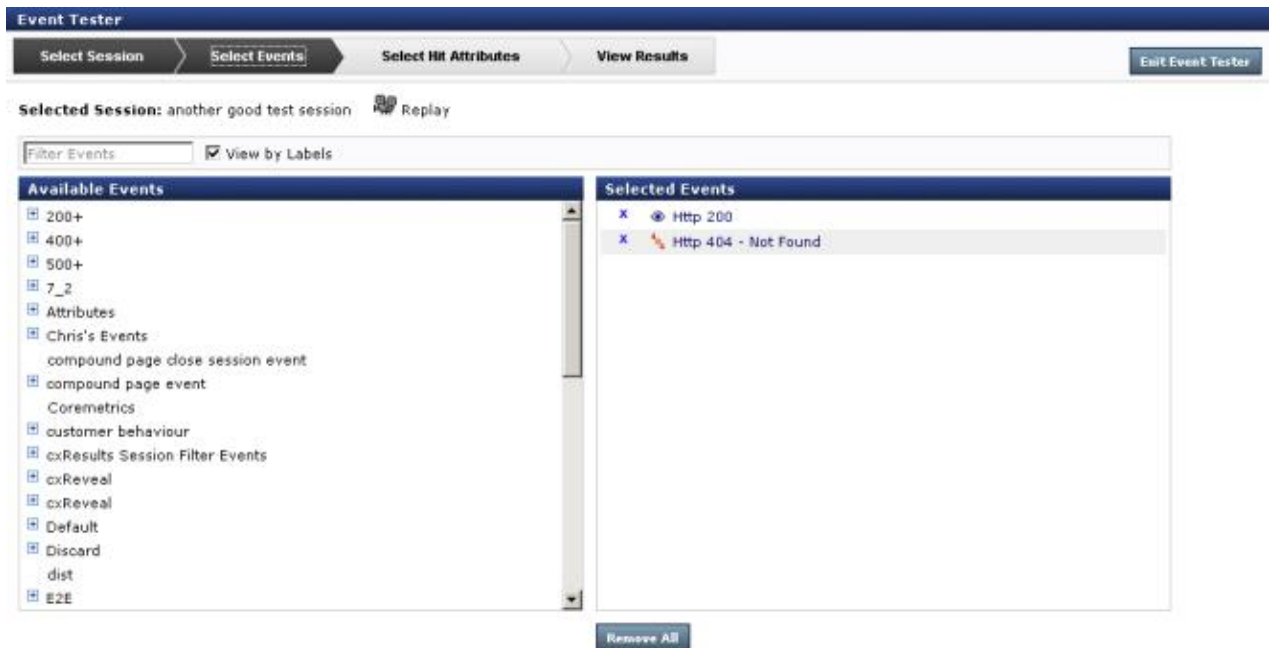 Event Tester
Select Session Select Events Select Hit Attributes View Results Exit Event Tester
Selected Session: another good test session Replay
Filter Events View by Labels
Available Events Selected Events
200+ x Http 200
400+ x Http 404 - Not Found
500+
7_2
Attributes
Chris's Events
compound page close session event
compound page event
Coremetrics
customer behaviour
cxResults Session Filter Events
cxReveal
cxReveal
Default
Discard
dist
E2E
Remove All